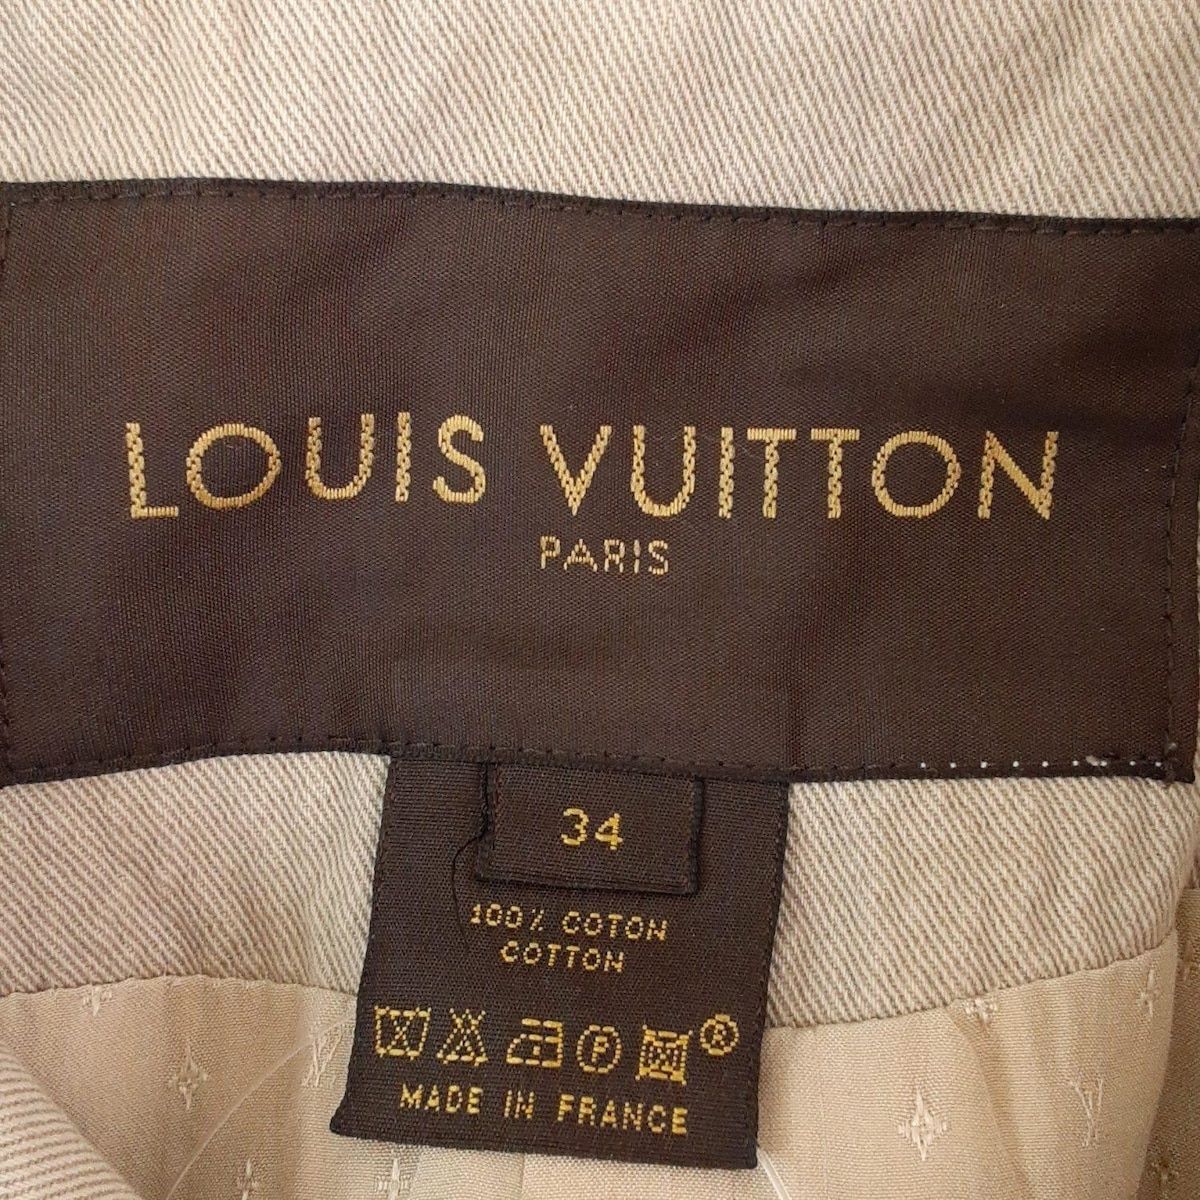 LOUIS VUITTON
PARIS
34
100% COTON
COTTON
P ®
MADE IN FRANCE